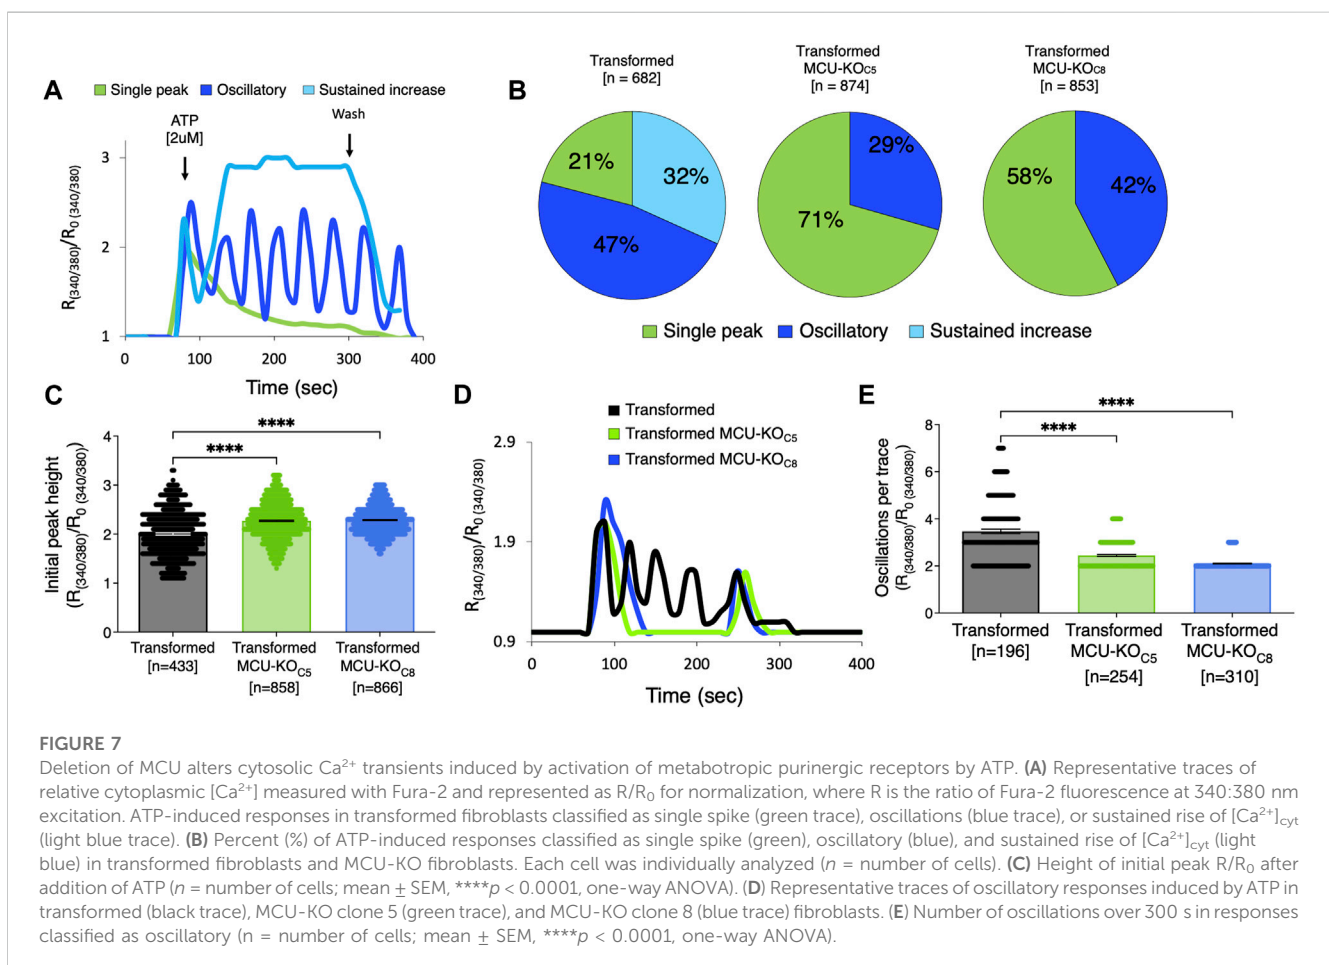 A
Single peak Oscillatory Sustained increase
ATP
[2uM]
Wash
R(340/380)/R0 (340/380)
3
2
1
0 100 200 300 400
Time (sec)
B
Transformed
[n = 682]
Transformed
MCU-KOC5
[n = 874]
Transformed
MCU-KOC8
[n = 853]
21%
32%
47%
29%
71%
58%
42%
Single peak Oscillatory Sustained increase
C
Initial peak height
(R(340/380)/R0 (340/380))
4
3
2
1
0
****
****
Transformed
[n=433]
Transformed
MCU-KOC5
[n=858]
Transformed
MCU-KOC8
[n=866]
D
Transformed
Transformed MCU-KOC5
Transformed MCU-KOC8
R(340/380)/R0 (340/380)
2.9
1.9
0.9
0 100 200 300 400
Time (sec)
E
Oscillations per trace
(R(340/380)/R0 (340/380))
8
6
4
2
0
****
****
Transformed
[n=196]
Transformed
MCU-KOC5
[n=254]
Transformed
MCU-KOC8
[n=310]
FIGURE 7
Deletion of MCU alters cytosolic Ca2+ transients induced by activation of metabotropic purinergic receptors by ATP. (A) Representative traces of
relative cytoplasmic [Ca2+] measured with Fura-2 and represented as R/R0 for normalization, where R is the ratio of Fura-2 fluorescence at 340:380 nm
excitation. ATP-induced responses in transformed fibroblasts classified as single spike (green trace), oscillations (blue trace), or sustained rise of [Ca2+]cyt
(light blue trace). (B) Percent (%) of ATP-induced responses classified as single spike (green), oscillatory (blue), and sustained rise of [Ca2+]cyt (light
blue) in transformed fibroblasts and MCU-KO fibroblasts. Each cell was individually analyzed (n = number of cells). (C) Height of initial peak R/R0 after
addition of ATP (n = number of cells; mean ± SEM, ****p < 0.0001, one-way ANOVA). (D) Representative traces of oscillatory responses induced by ATP in
transformed (black trace), MCU-KO clone 5 (green trace), and MCU-KO clone 8 (blue trace) fibroblasts. (E) Number of oscillations over 300 s in responses
classified as oscillatory (n = number of cells; mean ± SEM, ****p < 0.0001, one-way ANOVA).